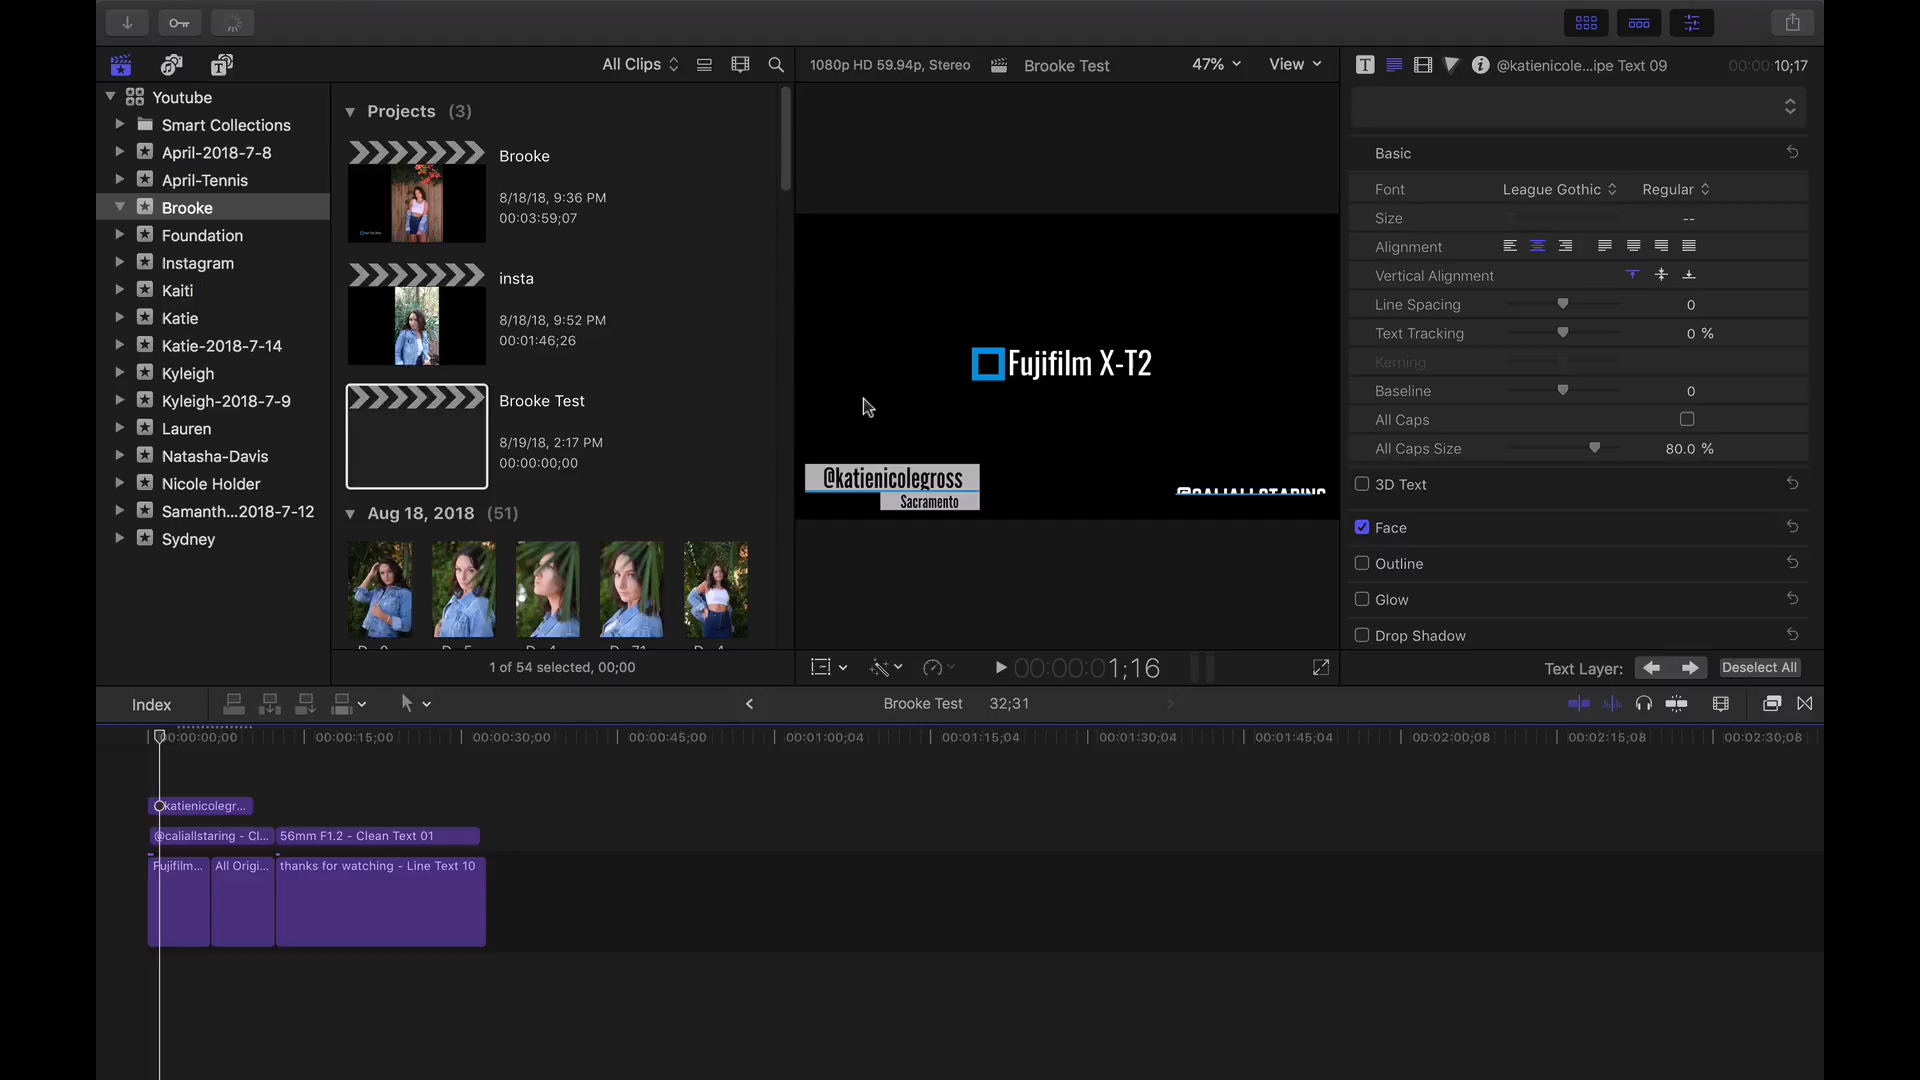 All Clips
1080p HD 59.94p, Stereo
Brooke Test
47%
View
@katienicole...ipe Text 09
00:00:10;17
Youtube
Smart Collections
April-2018-7-8
April-Tennis
Brooke
Foundation
Instagram
Kaiti
Katie
Katie-2018-7-14
Kyleigh
Kyleigh-2018-7-9
Lauren
Natasha-Davis
Nicole Holder
Samanth...2018-7-12
Sydney
Projects (3)
Brooke
8/18/18, 9:36 PM
00:03:59;07
insta
8/18/18, 9:52 PM
00:01:46;26
Brooke Test
8/19/18, 2:17 PM
00:00:00;00
Aug 18, 2018 (51)
1 of 54 selected, 00;00
Fujifilm X-T2
@katienicolegross
Sacramento
@CALIALLSTARING
00:00:01;16
Basic
Font League Gothic Regular
Size --
Alignment
Vertical Alignment
Line Spacing 0
Text Tracking 0 %
Kerning
Baseline 0
All Caps
All Caps Size 80.0 %
3D Text
Face
Outline
Glow
Drop Shadow
Text Layer: Deselect All
Index
Brooke Test 32;31
00:00:00;00 00:00:15;00 00:00:30;00 00:00:45;00 00:01:00;04 00:01:15;04 00:01:30;04 00:01:45;04 00:02:00;08 00:02:15;08 00:02:30;08
katienicolegr...
@caliallstaring - Cl... 56mm F1.2 - Clean Text 01
Fujifilm... All Origi... thanks for watching - Line Text 10